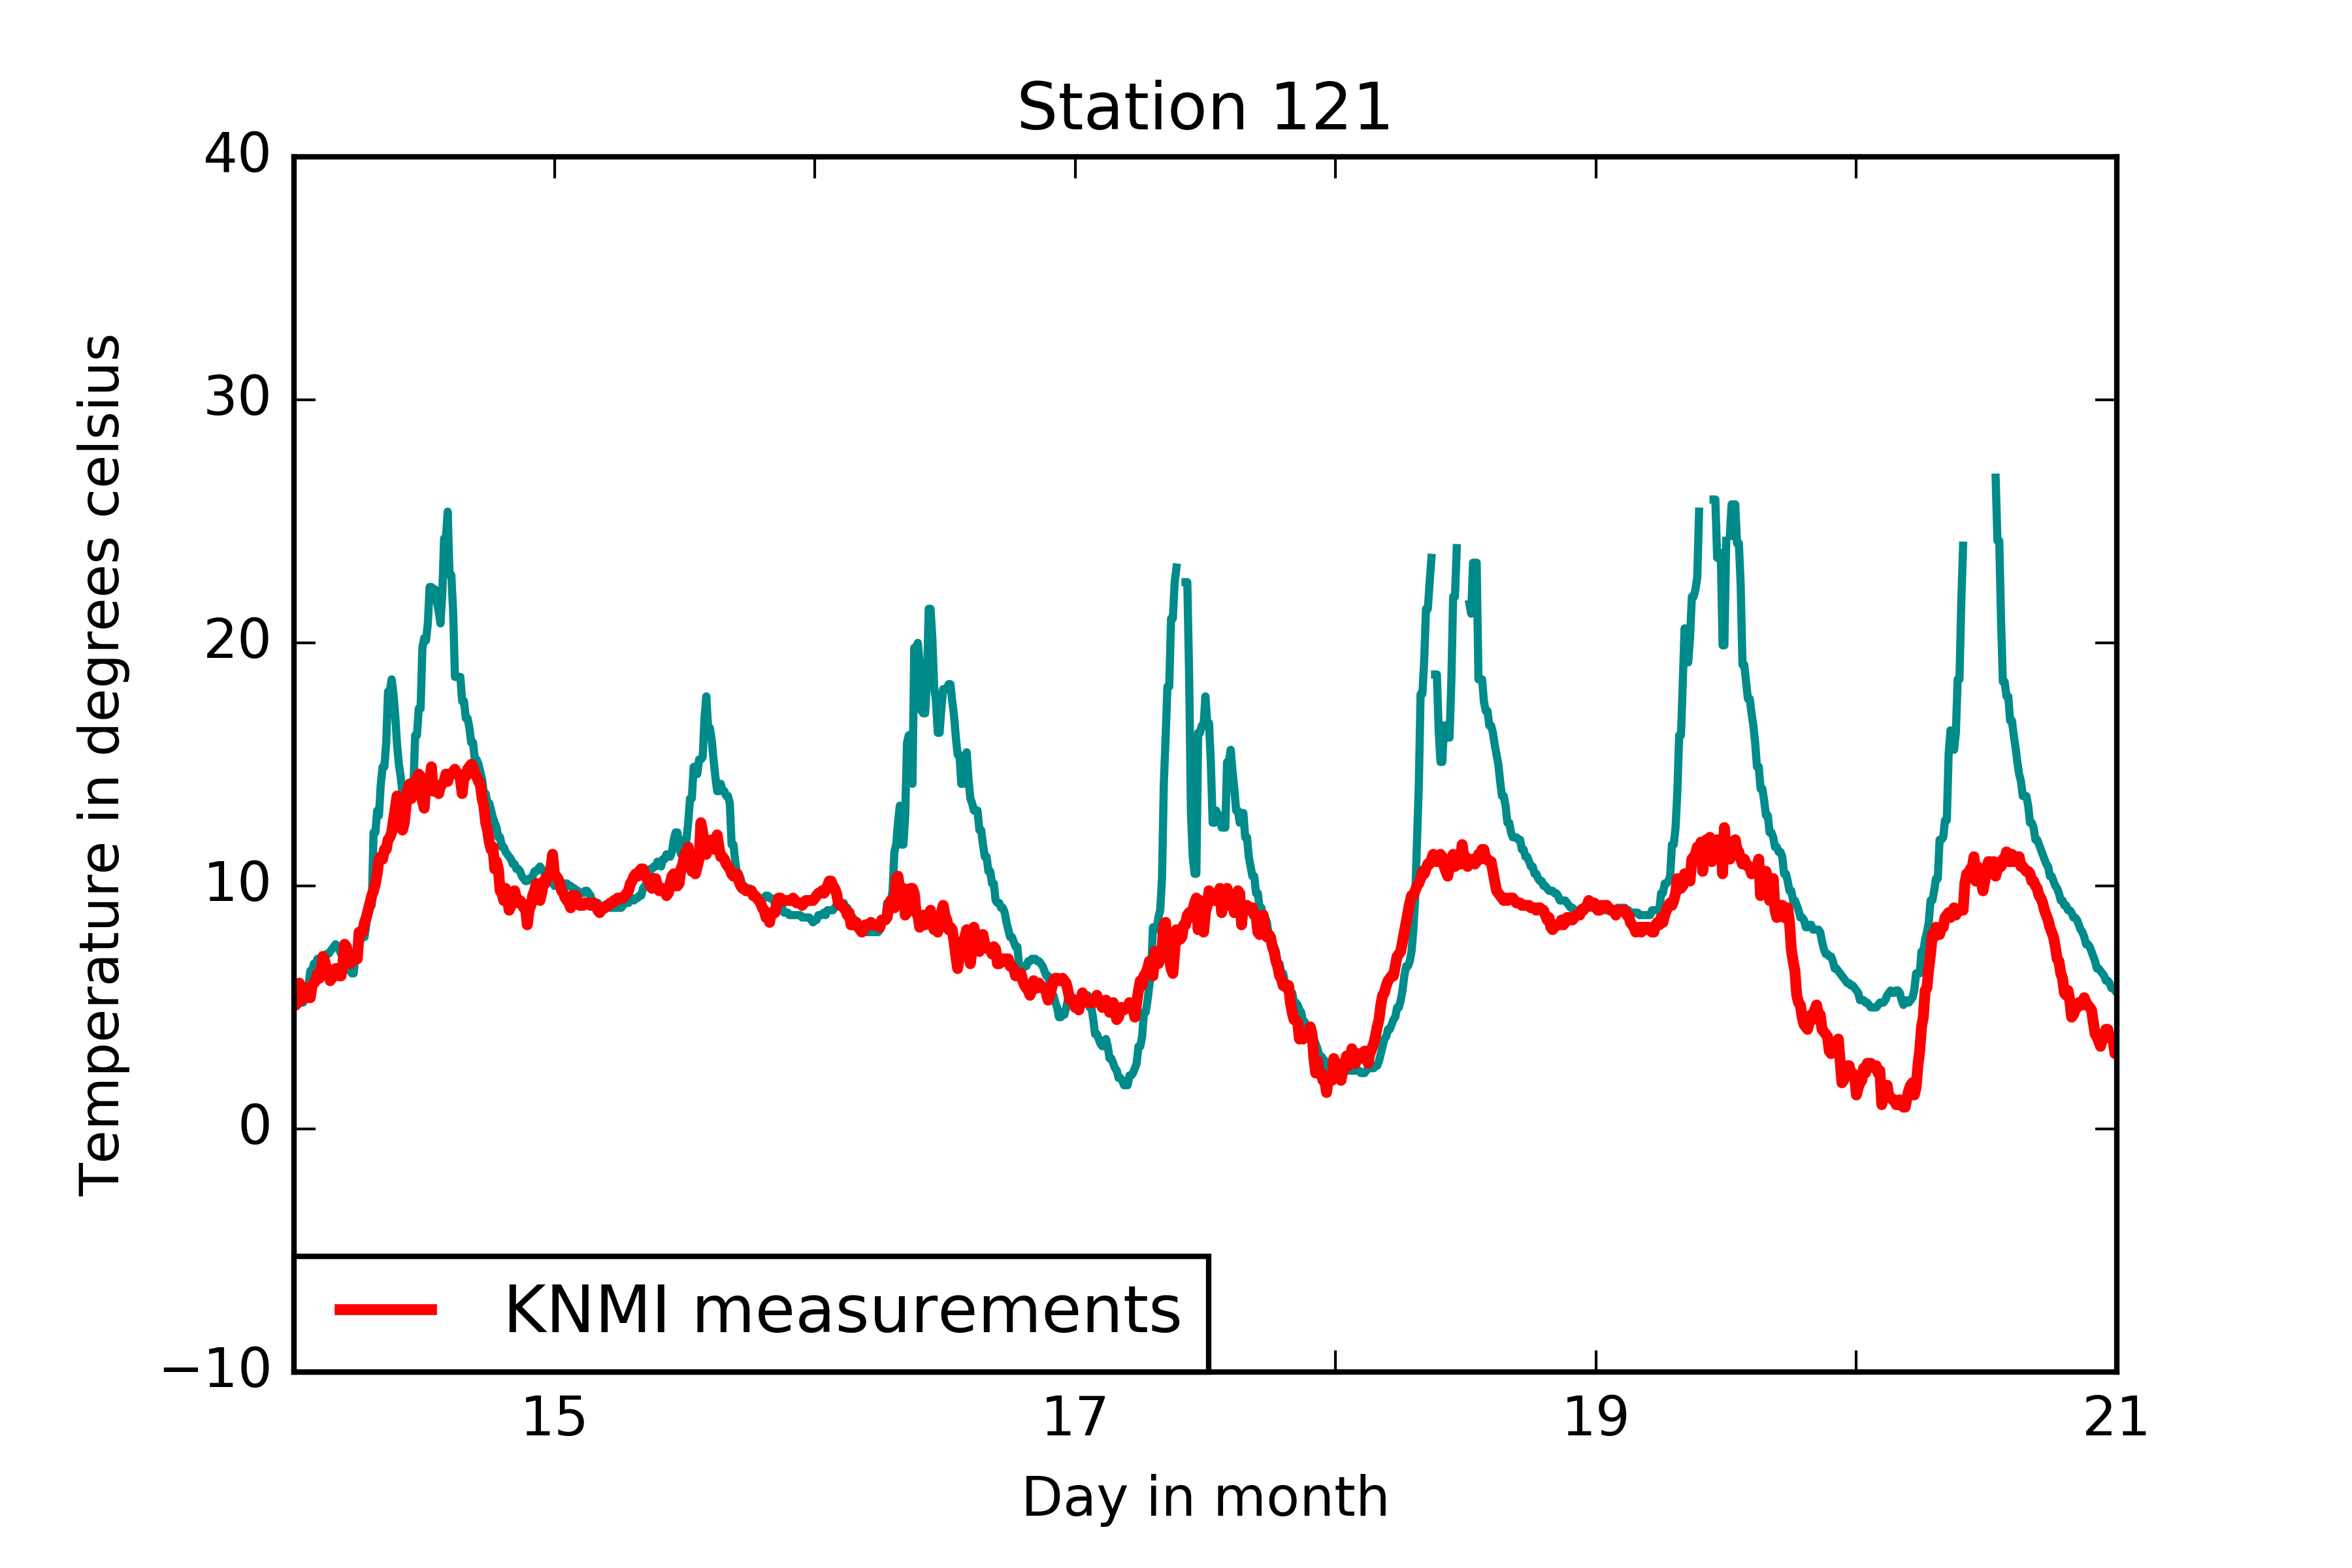 Station 121
40
30
20
10
0
−10
Temperature in degrees celsius
KNMI measurements
15 17 19 21
Day in month